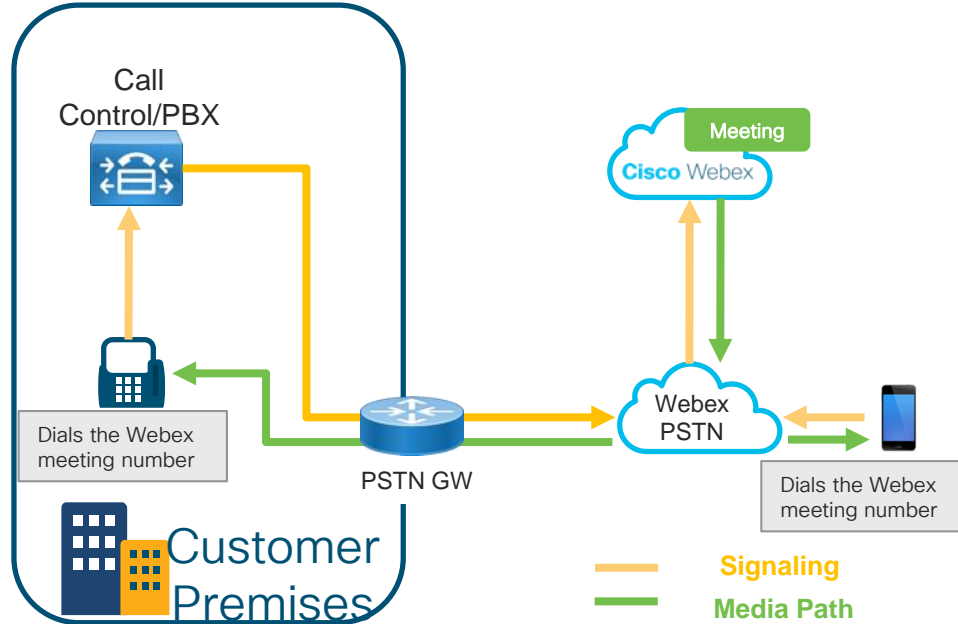 Call
Control/PBX
Meeting
Cisco Webex
Webex
PSTN
Dials the Webex
meeting number
PSTN GW
Dials the Webex
meeting number
Customer
Premises
Signaling
Media Path